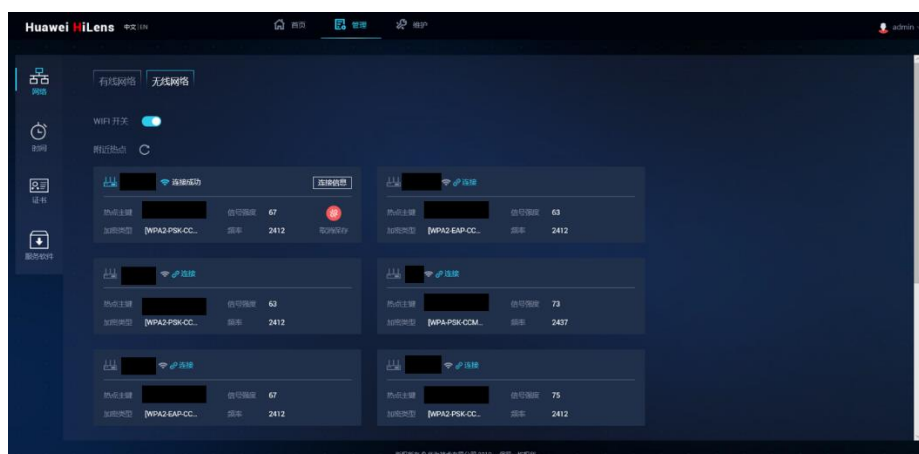 Huawei HiLens 中文|EN 首页 管理 维护 admin
网络
时间
证书
服务软件
有线网络 无线网络
WIFI 开关
附近热点
连接成功 连接信息
热点主键 信号强度 67
加密类型 [WPA2-PSK-CC... 频率 2412 取消保存
连接
热点主键 信号强度 63
加密类型 [WPA2-EAP-CC... 频率 2412
连接
热点主键 信号强度 63
加密类型 [WPA2-PSK-CC... 频率 2412
连接
热点主键 信号强度 73
加密类型 [WPA-PSK-CCM... 频率 2437
连接
热点主键 信号强度 67
加密类型 [WPA2-EAP-CC... 频率 2412
连接
热点主键 信号强度 75
加密类型 [WPA2-PSK-CC... 频率 2412